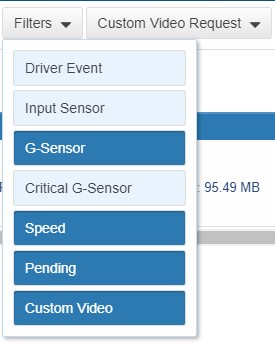 Filters Custom Video Request
Driver Event
Input Sensor
G-Sensor
Critical G-Sensor : 95.49 MB
Speed
Pending
Custom Video